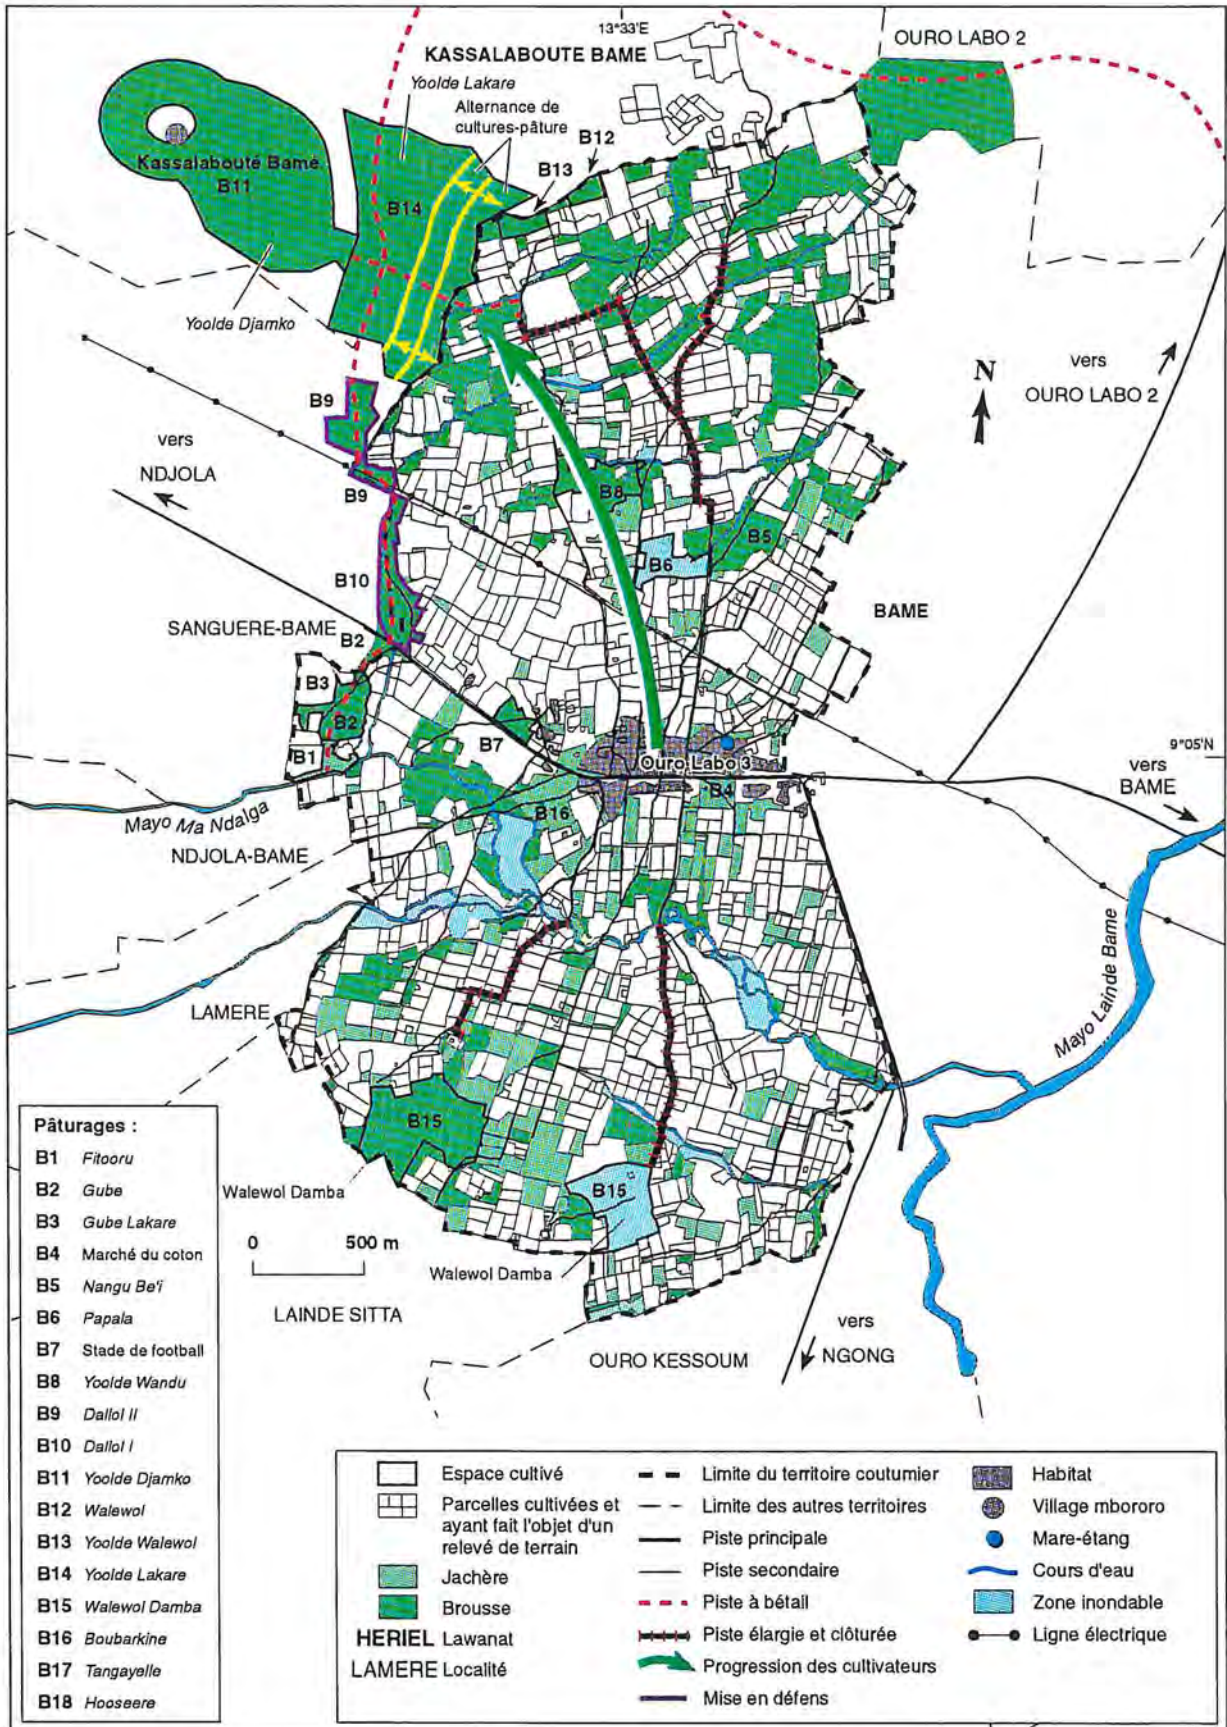 13°33'E
OURO LABO 2
KASSALABOUTE BAME
Yoolde Lakare
Alternance de
cultures-pâture
B12
B13
Kassalabouté Bamé
B11
B14
Yoolde Djamko
N
vers
OURO LABO 2
B9
vers
NDJOLA
B9
B8
B5
B6
B10
BAME
SANGUERE-BAME
B2
B3
B2
B7
B1
Ouro Labo 3
9°05'N
vers
BAME
B4
B16
Mayo Ma Ndalga
NDJOLA-BAME
Mayo Lainde Bame
LAMERE
B15
Walewol Damba
B15
0 500 m
Walewol Damba
LAINDE SITTA
OURO KESSOUM
vers
NGONG
Pâturages :
B1 Fitooru
B2 Gube
B3 Gube Lakare
B4 Marché du coton
B5 Nangu Be'i
B6 Papala
B7 Stade de football
B8 Yoolde Wandu
B9 Dallol II
B10 Dallol I
B11 Yoolde Djamko
B12 Walewol
B13 Yoolde Walewol
B14 Yoolde Lakare
B15 Walewol Damba
B16 Boubarkine
B17 Tangayelle
B18 Hooseere
Espace cultivé
Parcelles cultivées et
ayant fait l'objet d'un
relevé de terrain
Jachère
Brousse
HERIEL Lawanat
LAMERE Localité
Limite du territoire coutumier
Limite des autres territoires
Piste principale
Piste secondaire
Piste à bétail
Piste élargie et clôturée
Progression des cultivateurs
Mise en défens
Habitat
Village mbororo
Mare-étang
Cours d'eau
Zone inondable
Ligne électrique